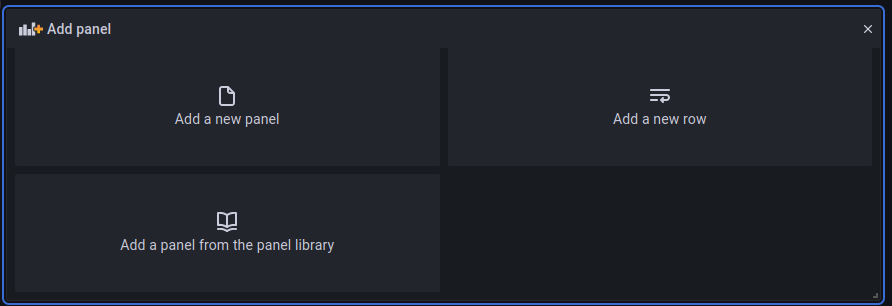 Add panel
Add a new panel
Add a new row
Add a panel from the panel library